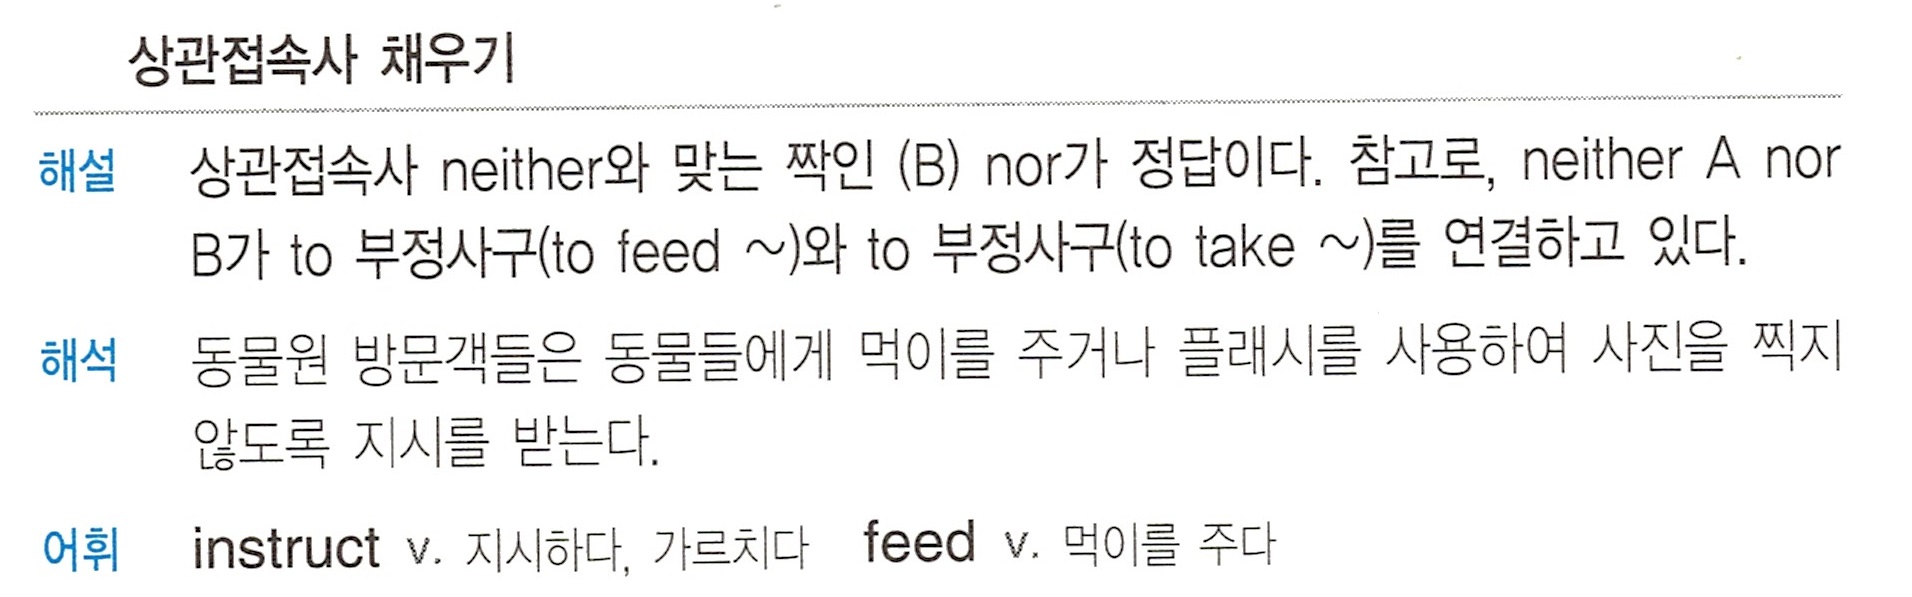 상관접속사 채우기
해설 상관접속사 neither와 맞는 짝인 (B) nor가 정답이다. 참고로, neither A nor
B가 to 부정사구(to feed ~)와 to 부정사구(to take ~)를 연결하고 있다.
해석 동물원 방문객들은 동물들에게 먹이를 주거나 플래시를 사용하여 사진을 찍지
않도록 지시를 받는다.
어휘 instruct v. 지시하다, 가르치다 feed v. 먹이를 주다